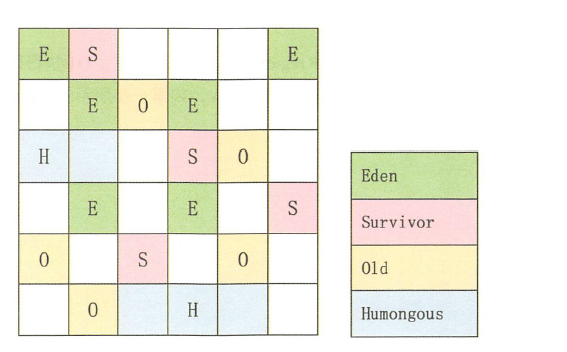 E S E
E O E
H S O
E E S
O S O
O H
Eden
Survivor
Old
Humongous